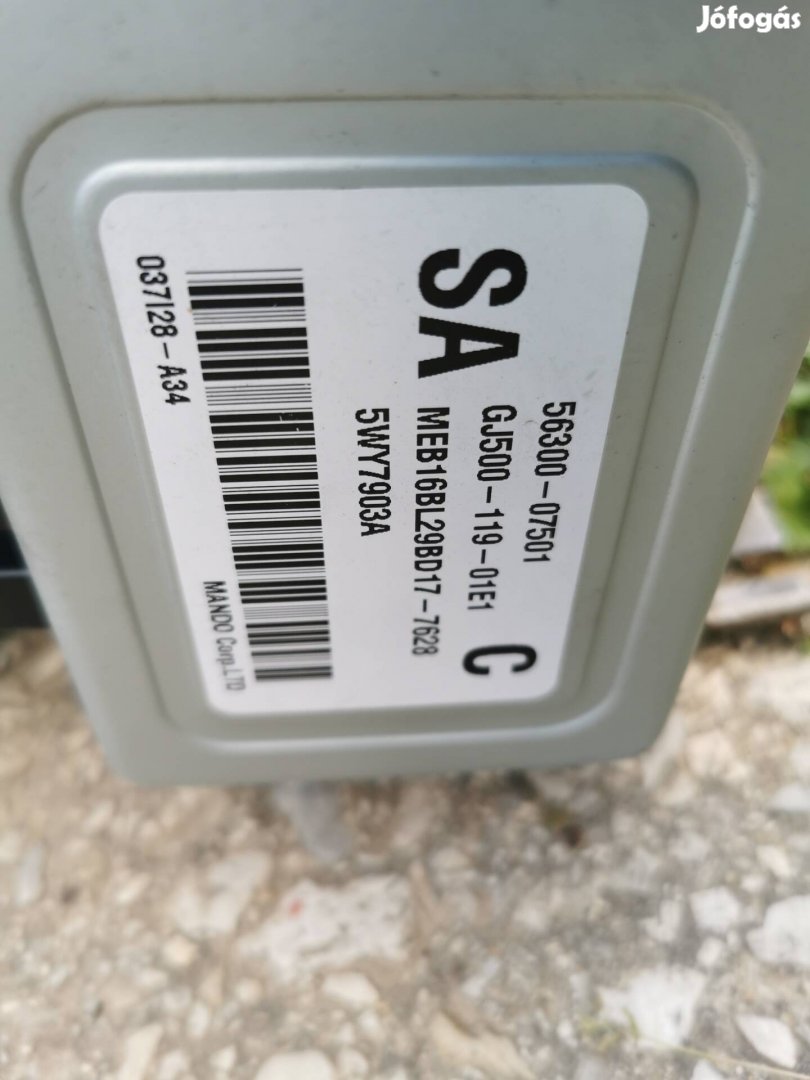 Jófogás
SA
56300-07501
GJ500-119-01E1
C
MEB16BL29BD17-7628
5WY7903A
037I28-A34
MANDO Corp.LTD